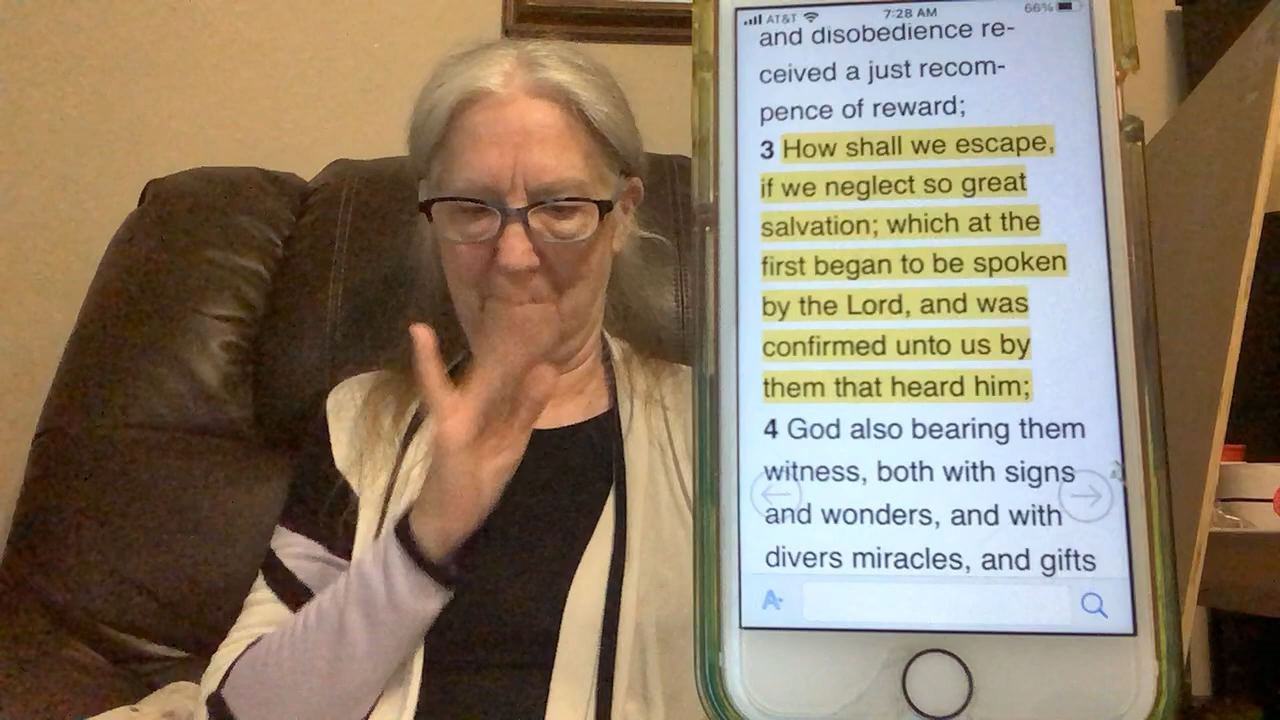 AT&T 7:28 AM 66%
and disobedience re-
ceived a just recom-
pence of reward;
3 How shall we escape,
if we neglect so great
salvation; which at the
first began to be spoken
by the Lord, and was
confirmed unto us by
them that heard him;
4 God also bearing them
witness, both with signs
and wonders, and with
divers miracles, and gifts
A